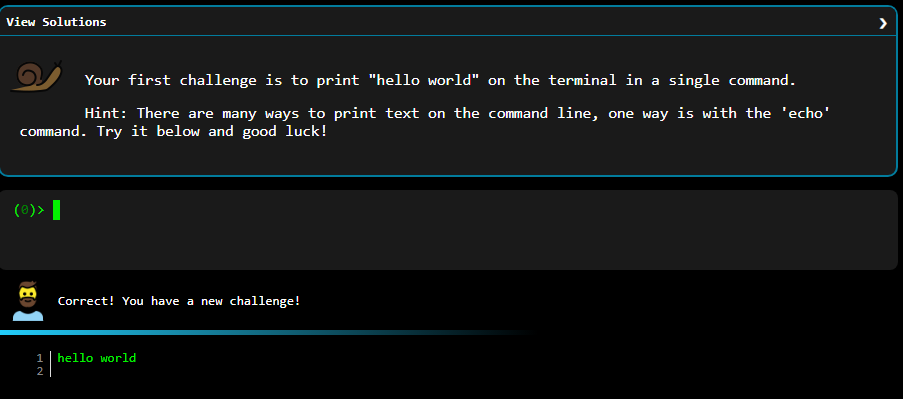 View Solutions ❯
Your first challenge is to print "hello world" on the terminal in a single command.
Hint: There are many ways to print text on the command line, one way is with the 'echo'
command. Try it below and good luck!
(0)>
Correct! You have a new challenge!
1 hello world
2